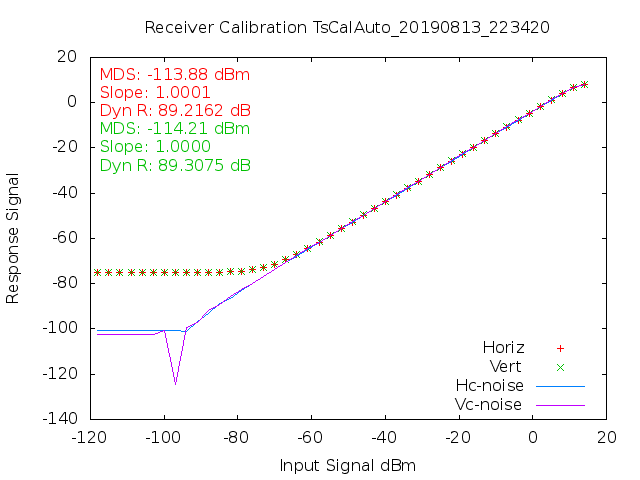 Receiver Calibration TsCalAuto_20190813_223420
20
0
-20
-40
-60
-80
-100
-120
-140
Response Signal
MDS: -113.88 dBm
Slope: 1.0001
Dyn R: 89.2162 dB
MDS: -114.21 dBm
Slope: 1.0000
Dyn R: 89.3075 dB
Horiz
Vert
Hc-noise
Vc-noise
-120 -100 -80 -60 -40 -20 0 20
Input Signal dBm